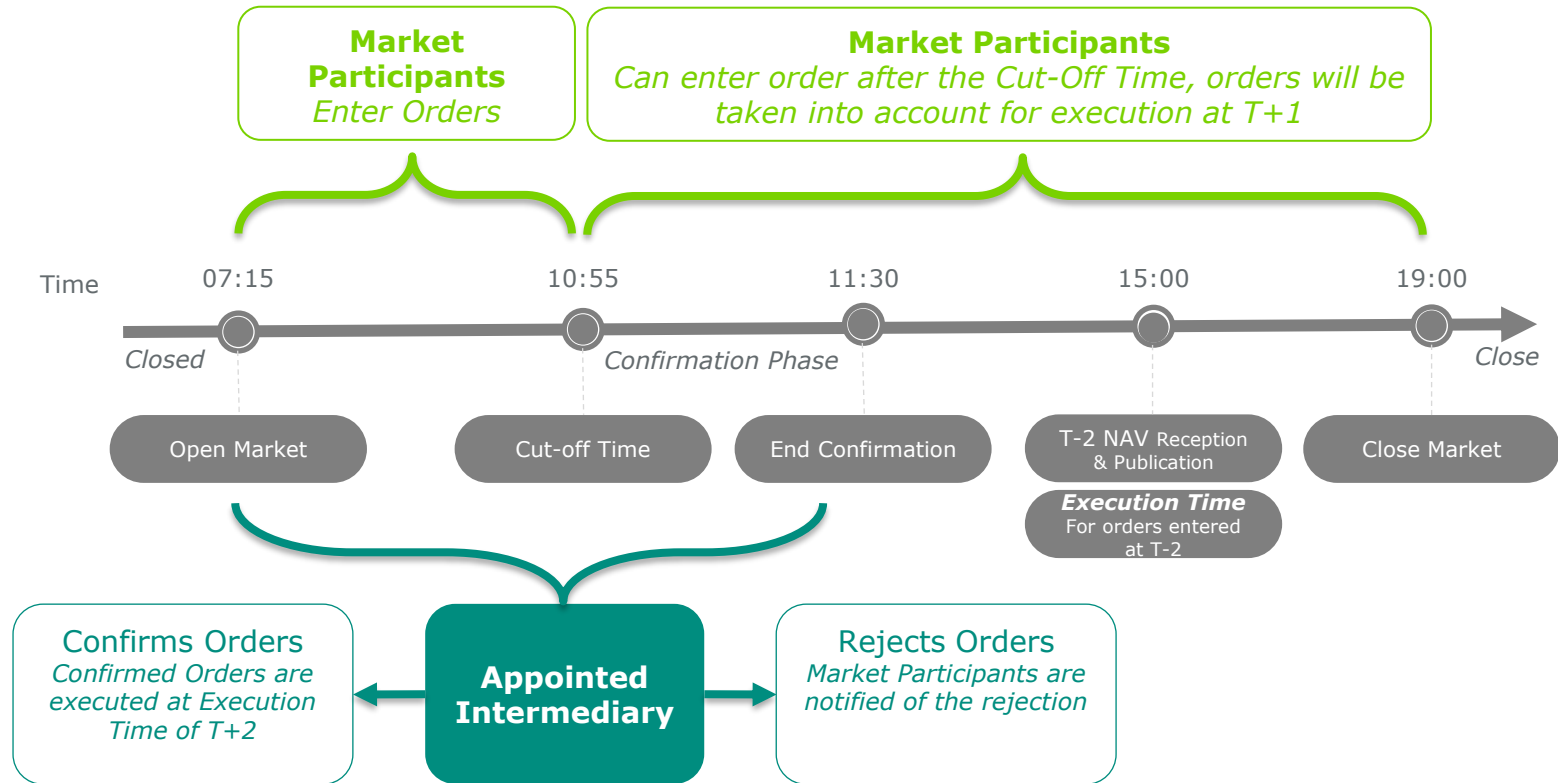 Market
Participants
Enter Orders
Market Participants
Can enter order after the Cut-Off Time, orders will be
taken into account for execution at T+1
Time
07:15
10:55
11:30
15:00
19:00
Closed
Confirmation Phase
Close
Open Market
Cut-off Time
End Confirmation
T-2 NAV Reception
& Publication
Close Market
Execution Time
For orders entered
at T-2
Confirms Orders
Confirmed Orders are
executed at Execution
Time of T+2
Appointed
Intermediary
Rejects Orders
Market Participants are
notified of the rejection